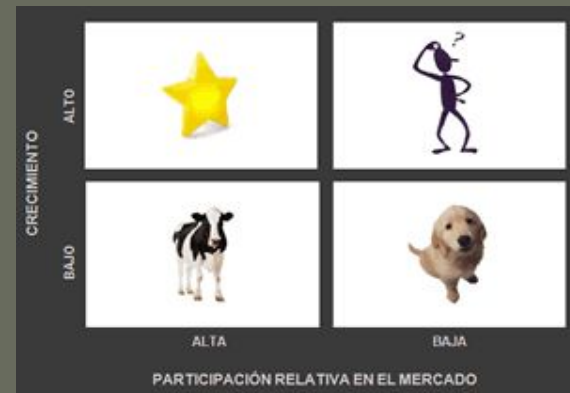 ?
ALTO
CRECIMIENTO
BAJO
ALTA
BAJA
PARTICIPACIÓN RELATIVA EN EL MERCADO